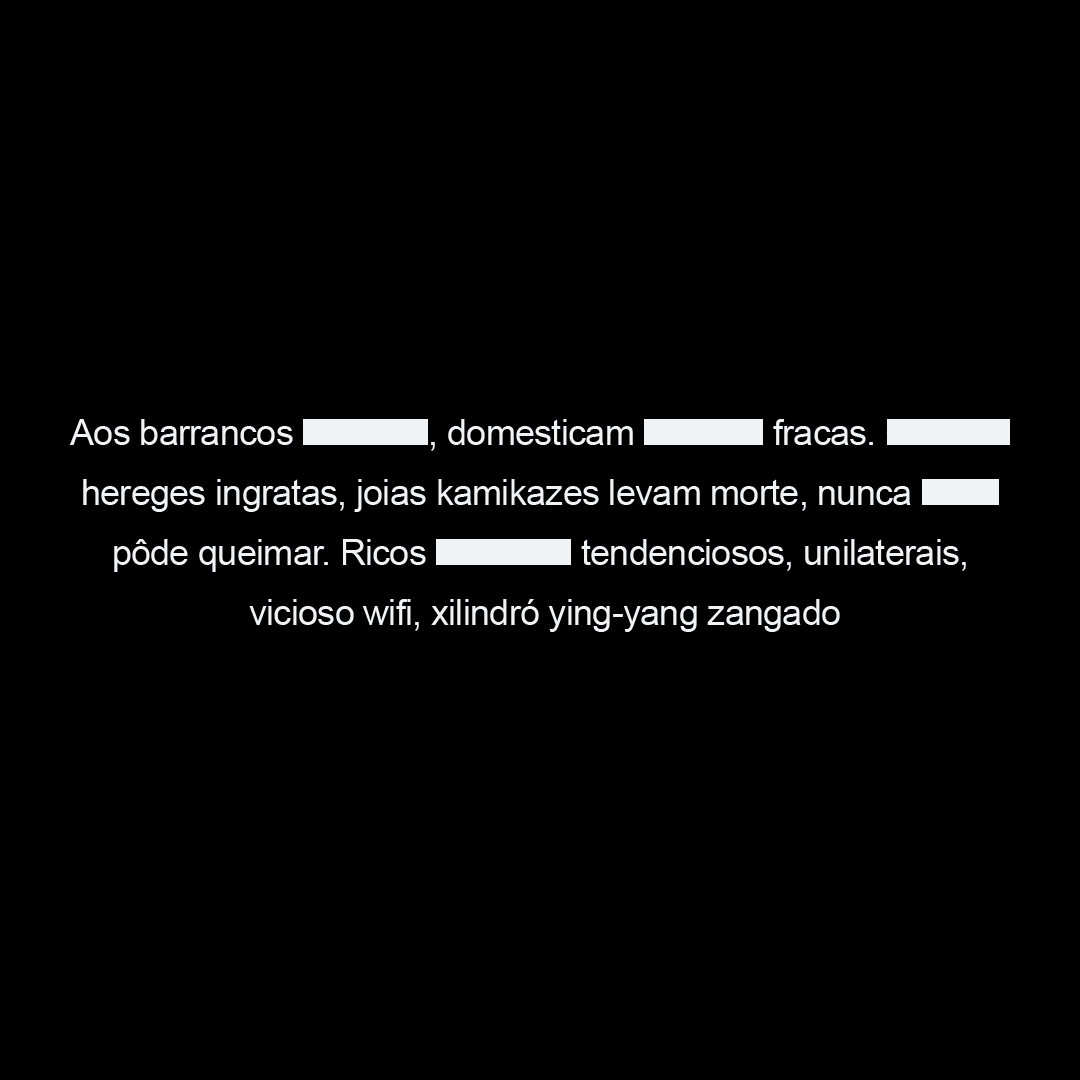 Aos barrancos , domesticam fracas.
hereges ingratas, joias kamikazes levam morte, nunca
pôde queimar. Ricos tendenciosos, unilaterais,
vicioso wifi, xilindró ying-yang zangado